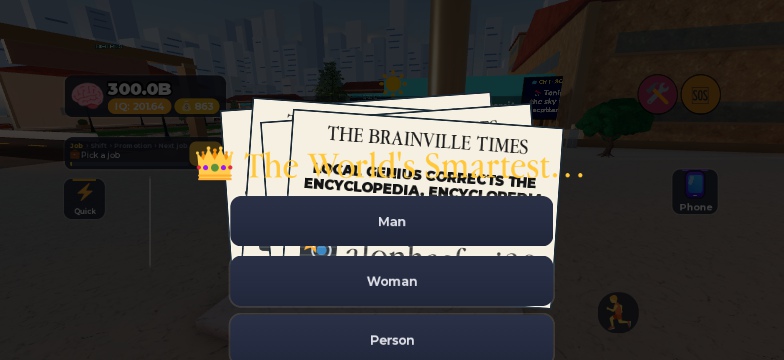 300.0B
IQ: 201.64
863
Pick a job
Quick
THE BRAINVILLE TIMES
The World's Smartest...
LOCAL GENIUS CORRECTS THE
ENCYCLOPEDIA, ENCYCLOPEDIA
Man
Woman
Person
SOS
Phone